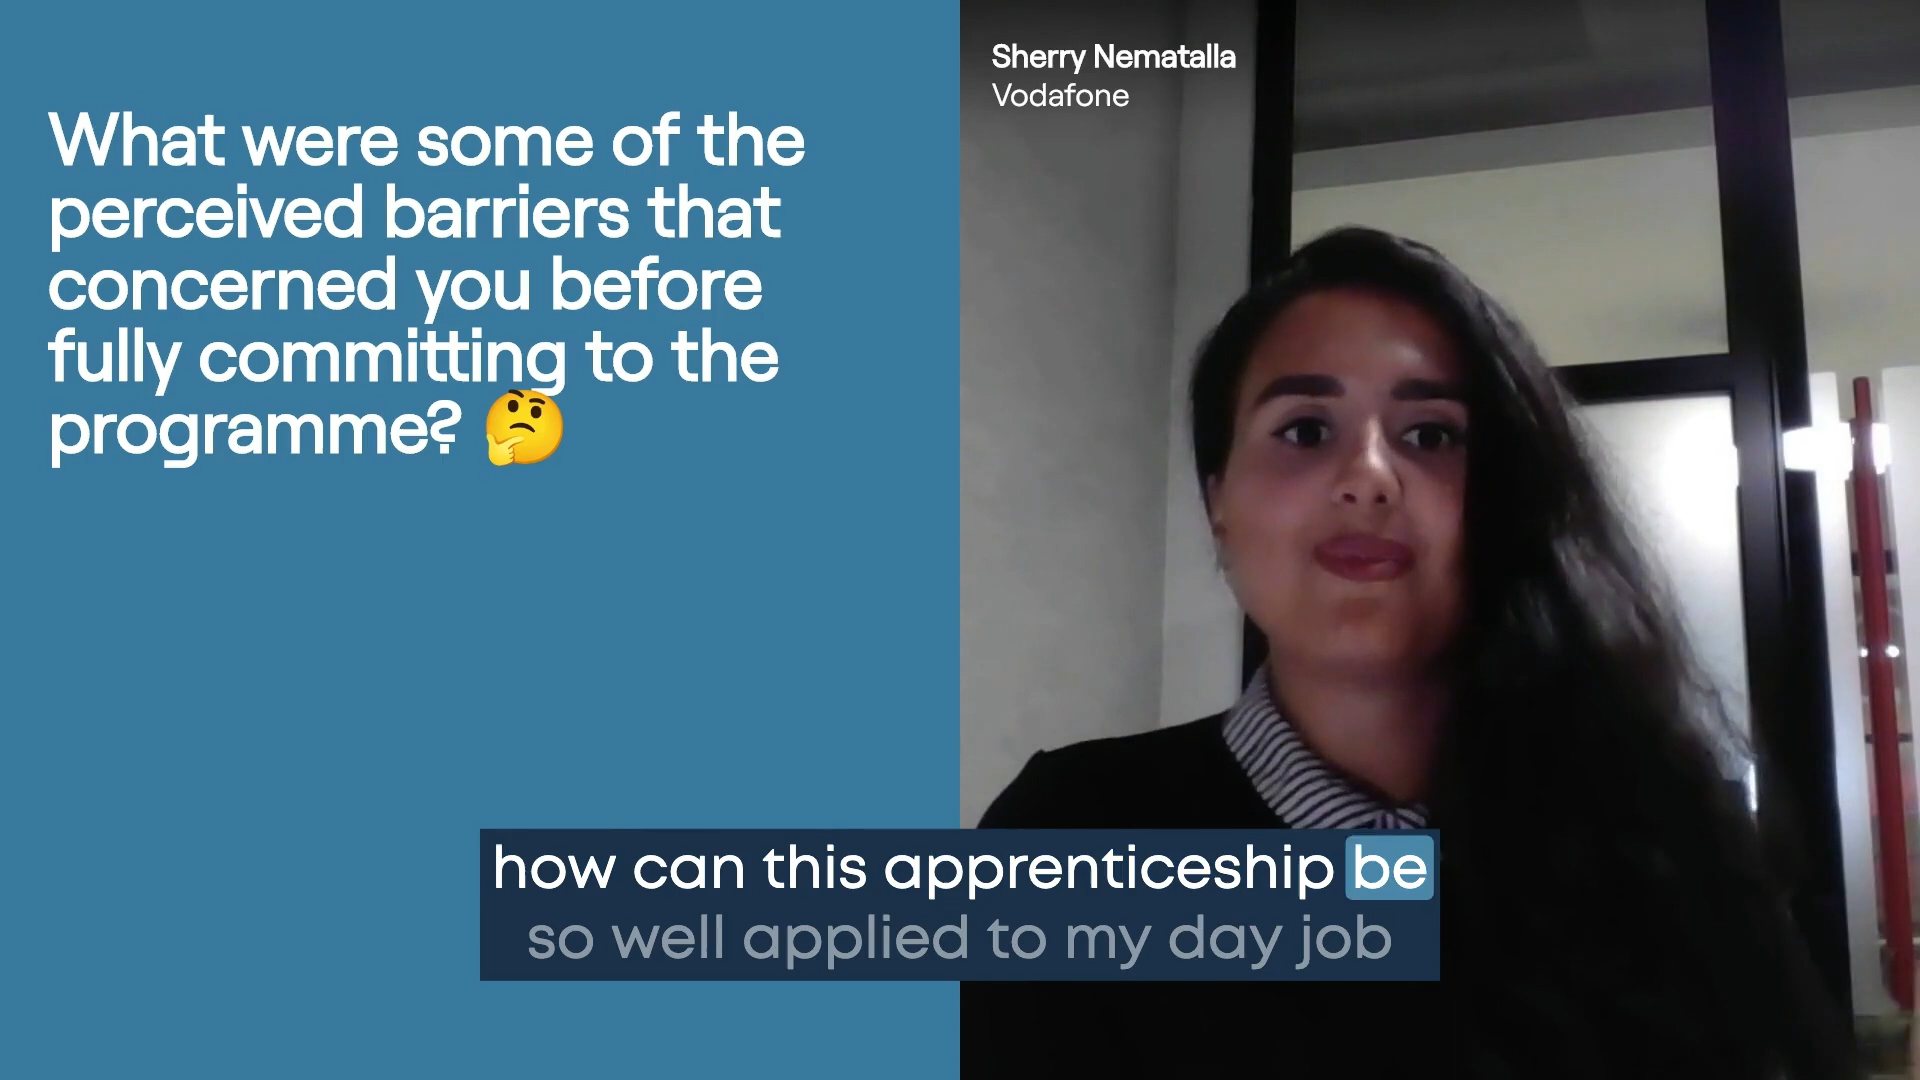 What were some of the
perceived barriers that
concerned you before
fully committing to the
programme? 🤔
Sherry Nematalla
Vodafone
how can this apprenticeship be
so well applied to my day job